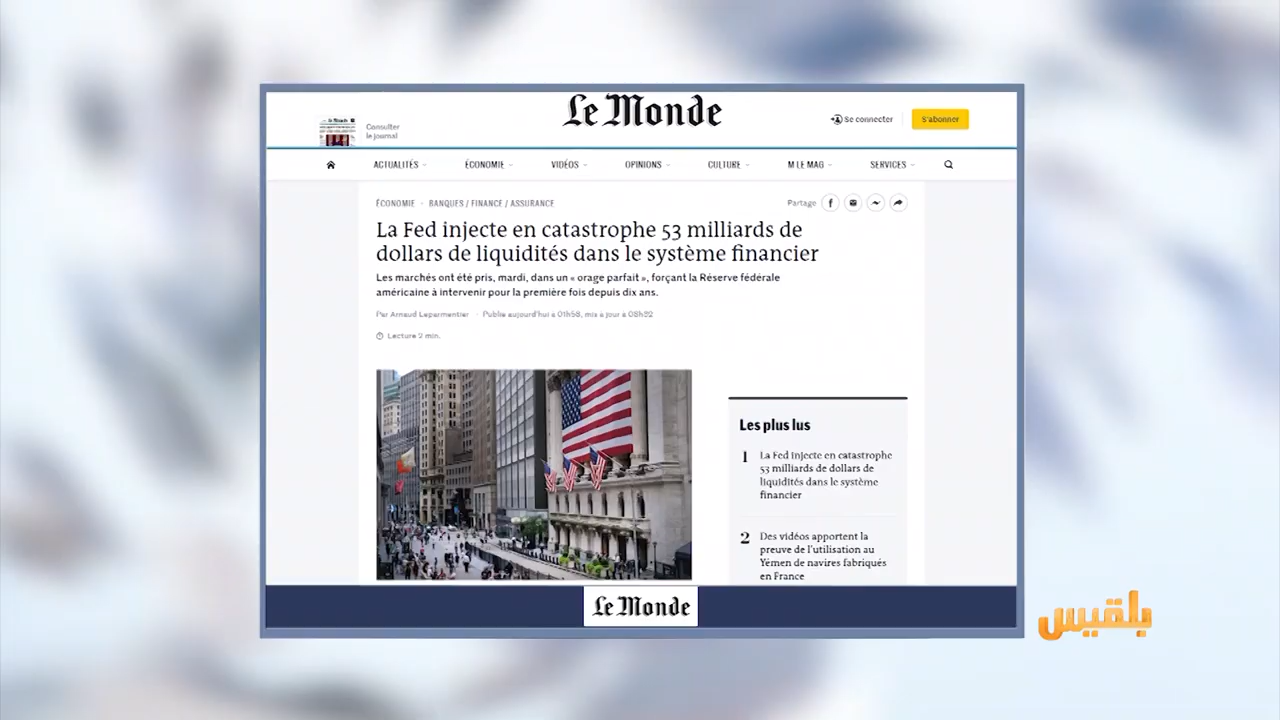 Le Monde
Consulter
le journal
Se connecter
S'abonner
ACTUALITÉS
ÉCONOMIE
VIDÉOS
OPINIONS
CULTURE
M LE MAG
SERVICES
ÉCONOMIE · BANQUES / FINANCE / ASSURANCE
Partage
La Fed injecte en catastrophe 53 milliards de
dollars de liquidités dans le système financier
Les marchés ont été pris, mardi, dans un « orage parfait », forçant la Réserve fédérale
américaine à intervenir pour la première fois depuis dix ans.
Par Arnaud Leparmentier · Publié aujourd'hui à 01h58, mis à jour à 08h32
Lecture 2 min.
Les plus lus
1 La Fed injecte en catastrophe
53 milliards de dollars de
liquidités dans le système
financier
2 Des vidéos apportent la
preuve de l'utilisation au
Yémen de navires fabriqués
en France
Le Monde
بلقيس